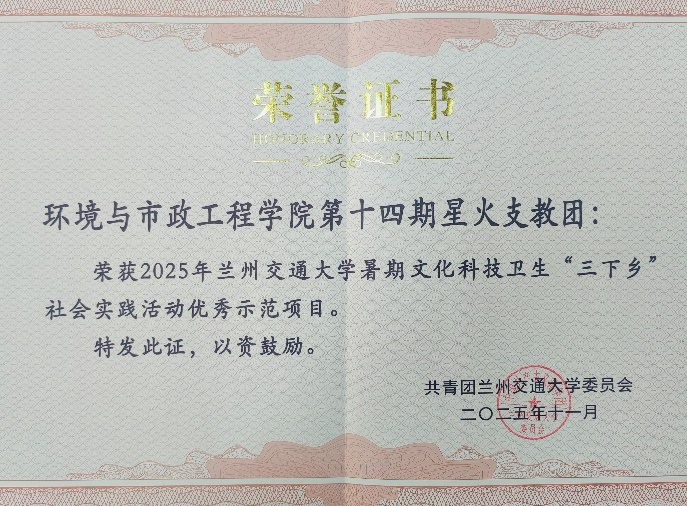 荣誉证书
HONORARY CREDENTIAL
环境与市政工程学院第十四期星火支教团：
荣获2025年兰州交通大学暑期文化科技卫生“三下乡”
社会实践活动优秀示范项目。
特发此证，以资鼓励。
共青团兰州交通大学委员会
二〇二五年十一月
委员会